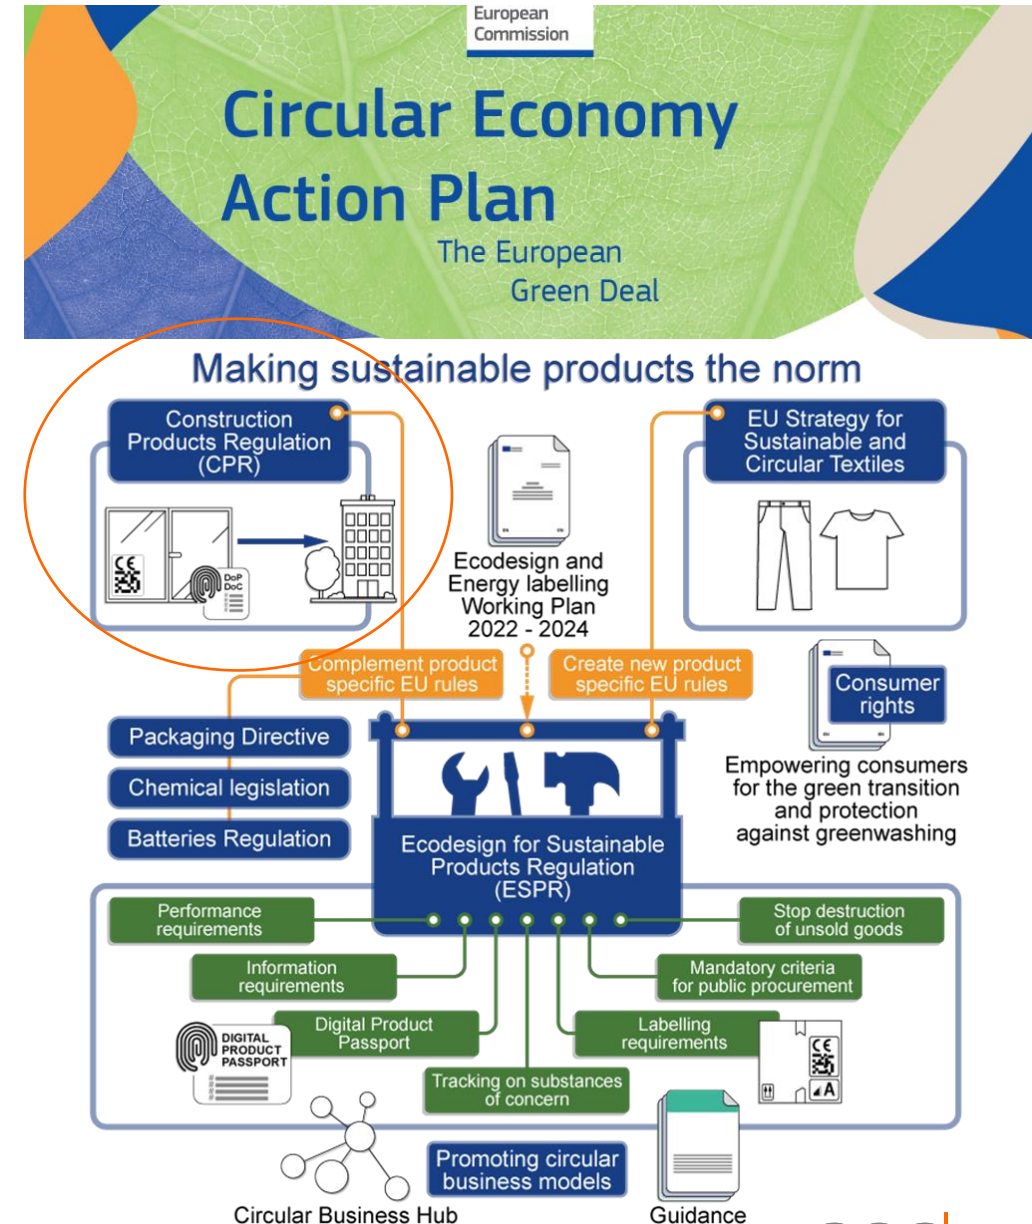 European
Commission
Circular Economy
Action Plan
The European
Green Deal
Making sustainable products the norm
Construction
Products Regulation
(CPR)
CE
DoP
DoC
Ecodesign and
Energy labelling
Working Plan
2022 - 2024
EU Strategy for
Sustainable and
Circular Textiles
Complement product
specific EU rules
Create new product
specific EU rules
Consumer
rights
Empowering consumers
for the green transition
and protection
against greenwashing
Packaging Directive
Chemical legislation
Batteries Regulation
Ecodesign for Sustainable
Products Regulation
(ESPR)
Performance
requirements
Information
requirements
Digital Product
Passport
Tracking on substances
of concern
Labelling
requirements
Mandatory criteria
for public procurement
Stop destruction
of unsold goods
DIGITAL
PRODUCT
PASSPORT
CE
A
Promoting circular
business models
Circular Business Hub
Guidance